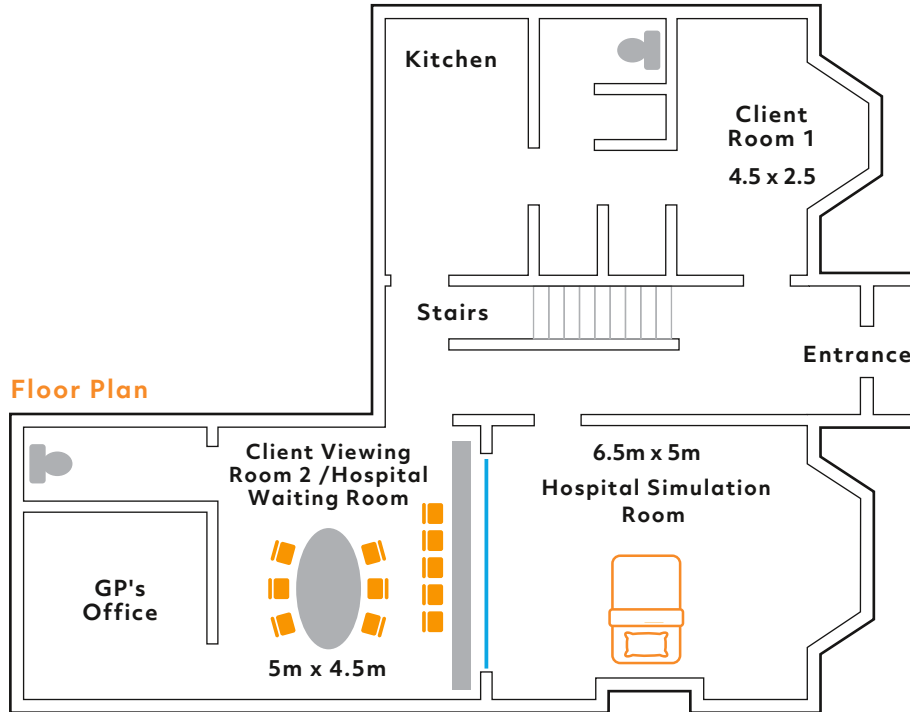 Kitchen
Client
Room 1
4.5 x 2.5
Stairs
Entrance
Floor Plan
Client Viewing
Room 2 /Hospital
Waiting Room
6.5m x 5m
Hospital Simulation
Room
GP's
Office
5m x 4.5m